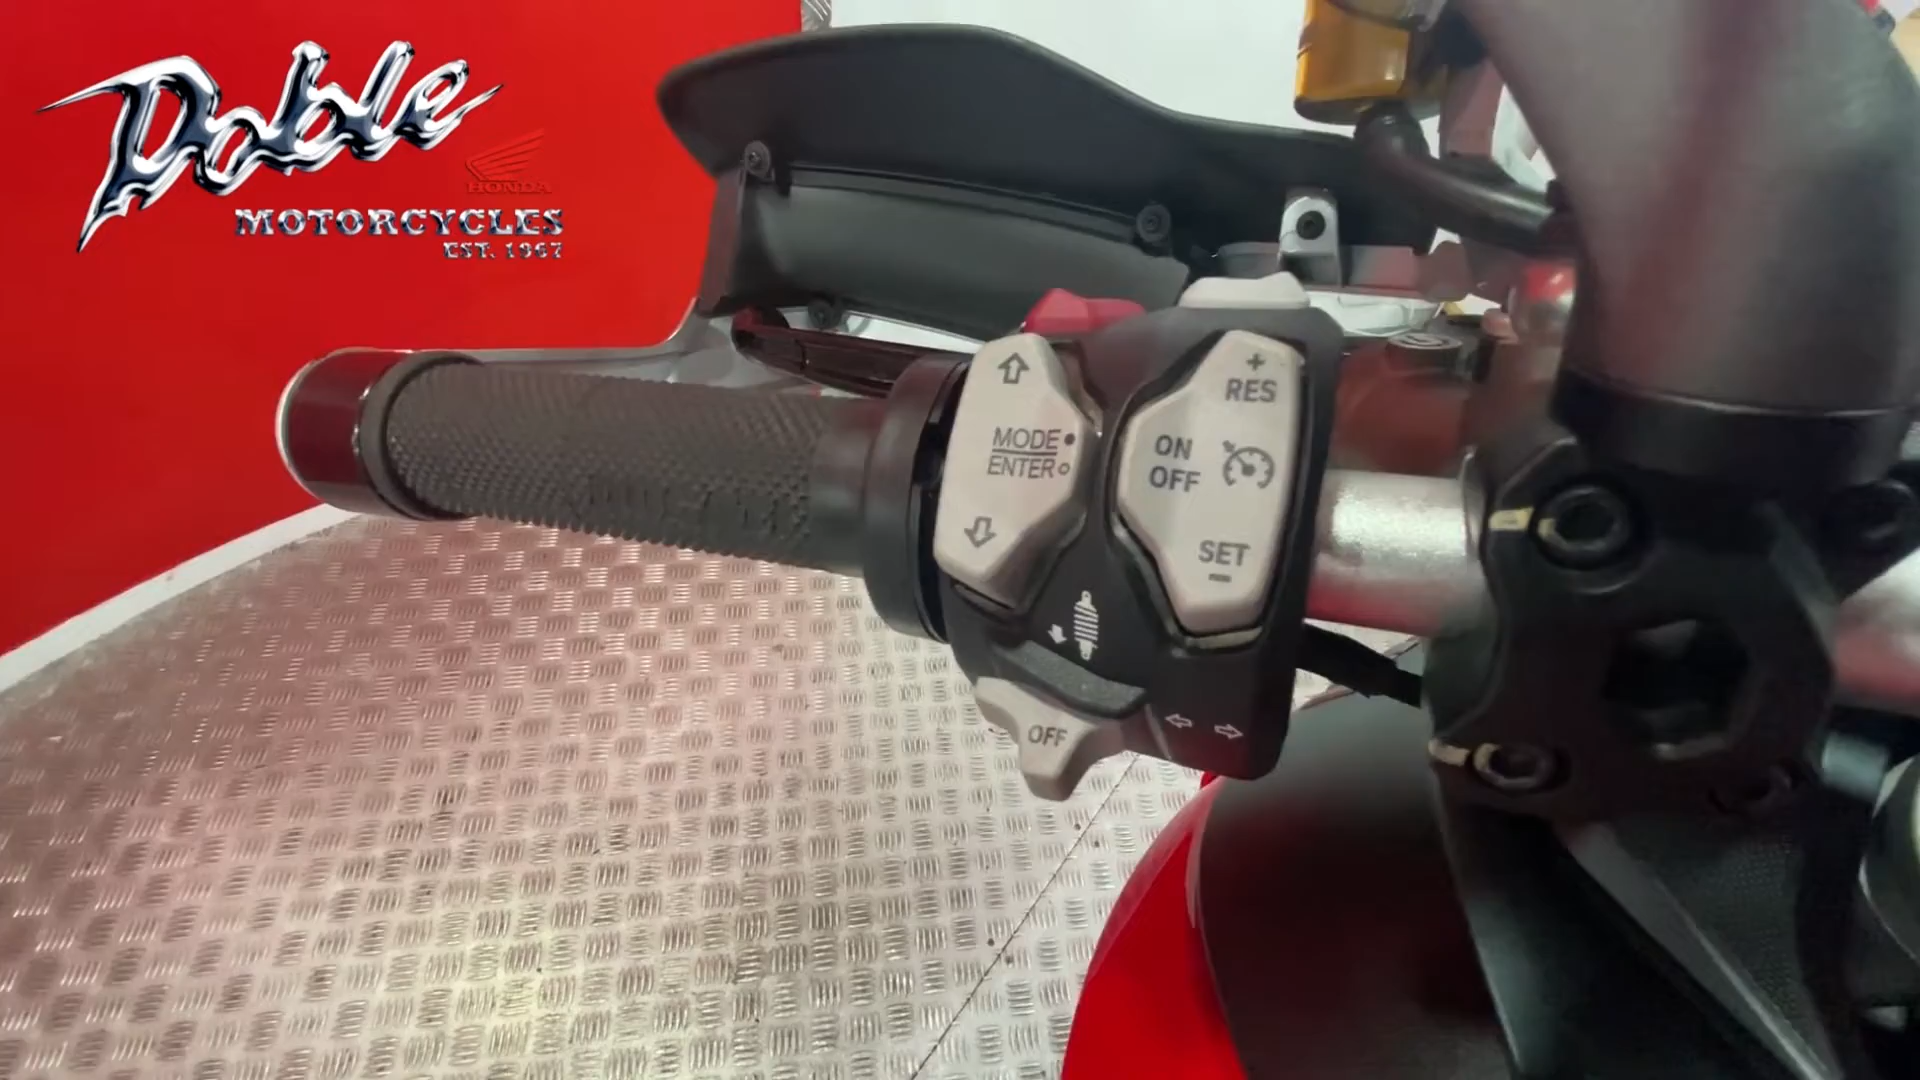 Doble
HONDA
MOTORCYCLES
EST. 1967
MODE
ENTER
+
RES
ON
OFF
SET
-
OFF